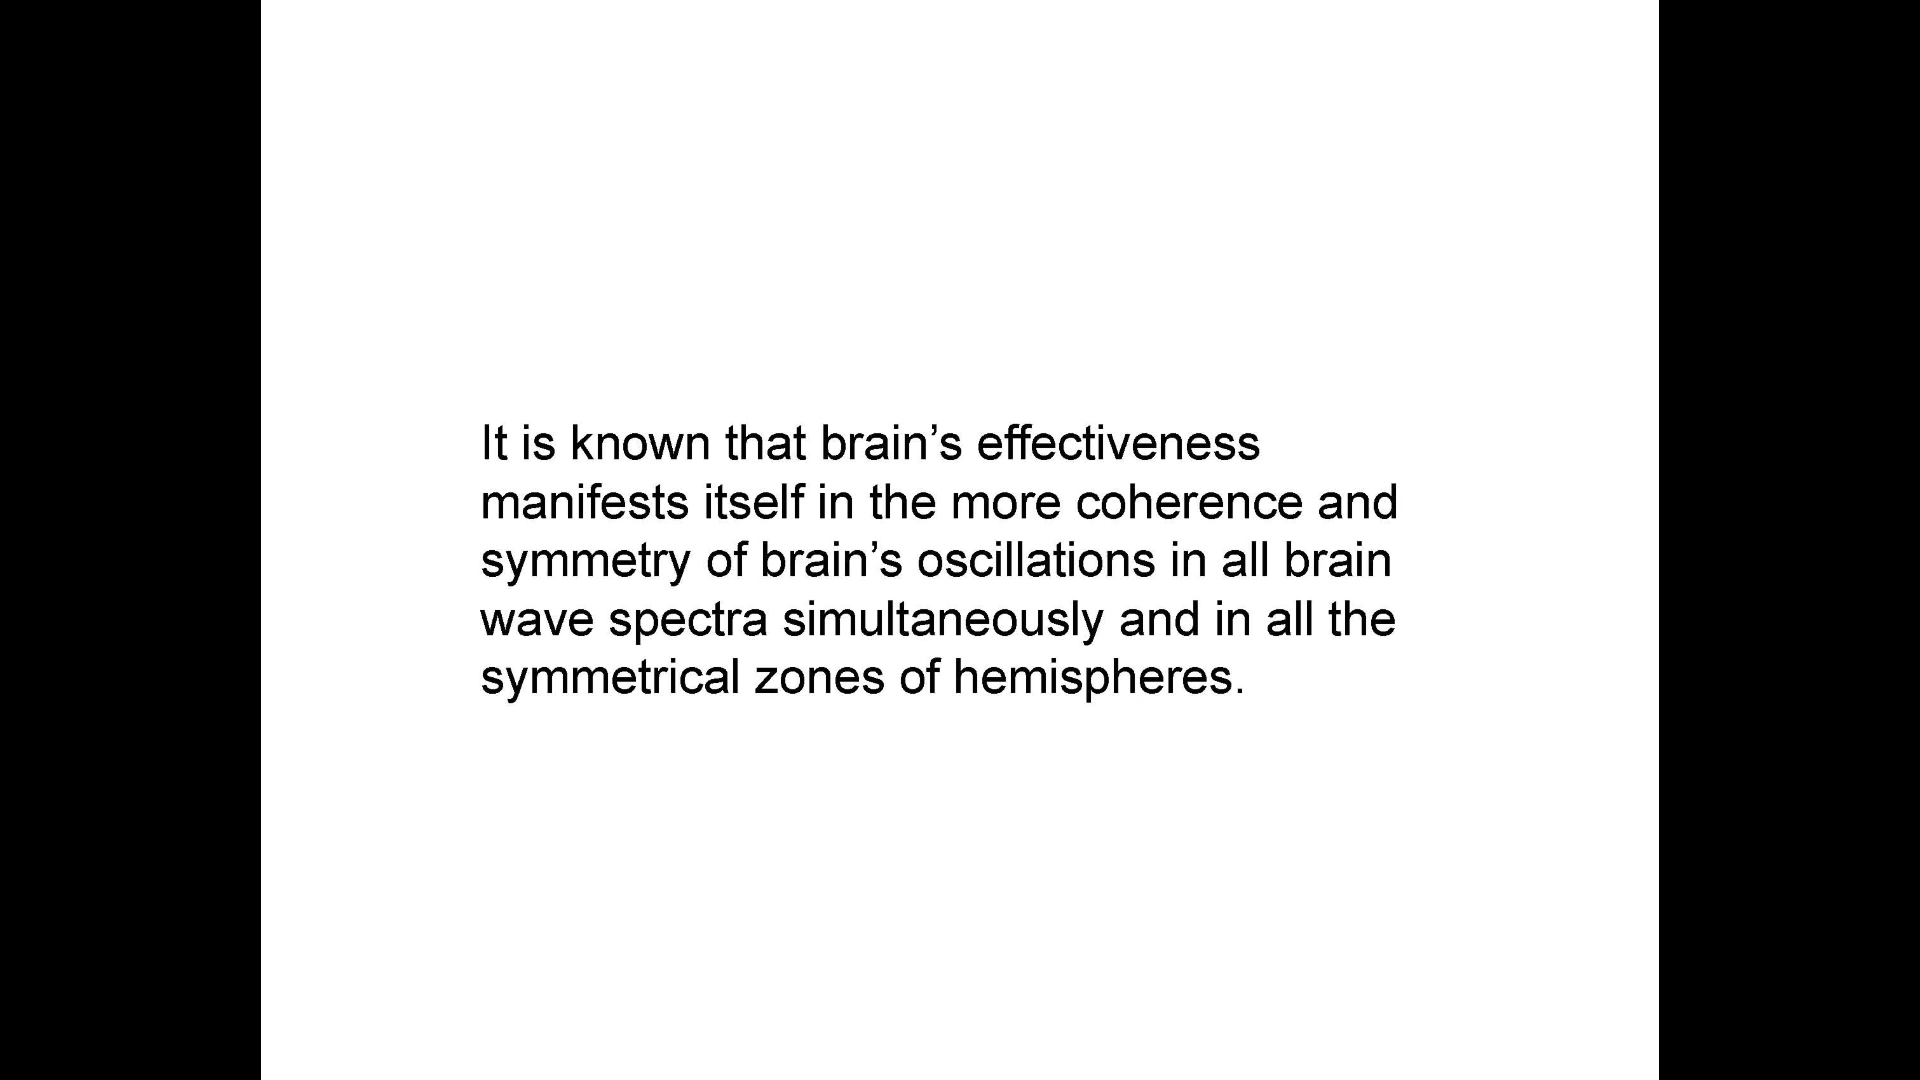 It is known that brain’s effectiveness
manifests itself in the more coherence and
symmetry of brain’s oscillations in all brain
wave spectra simultaneously and in all the
symmetrical zones of hemispheres.